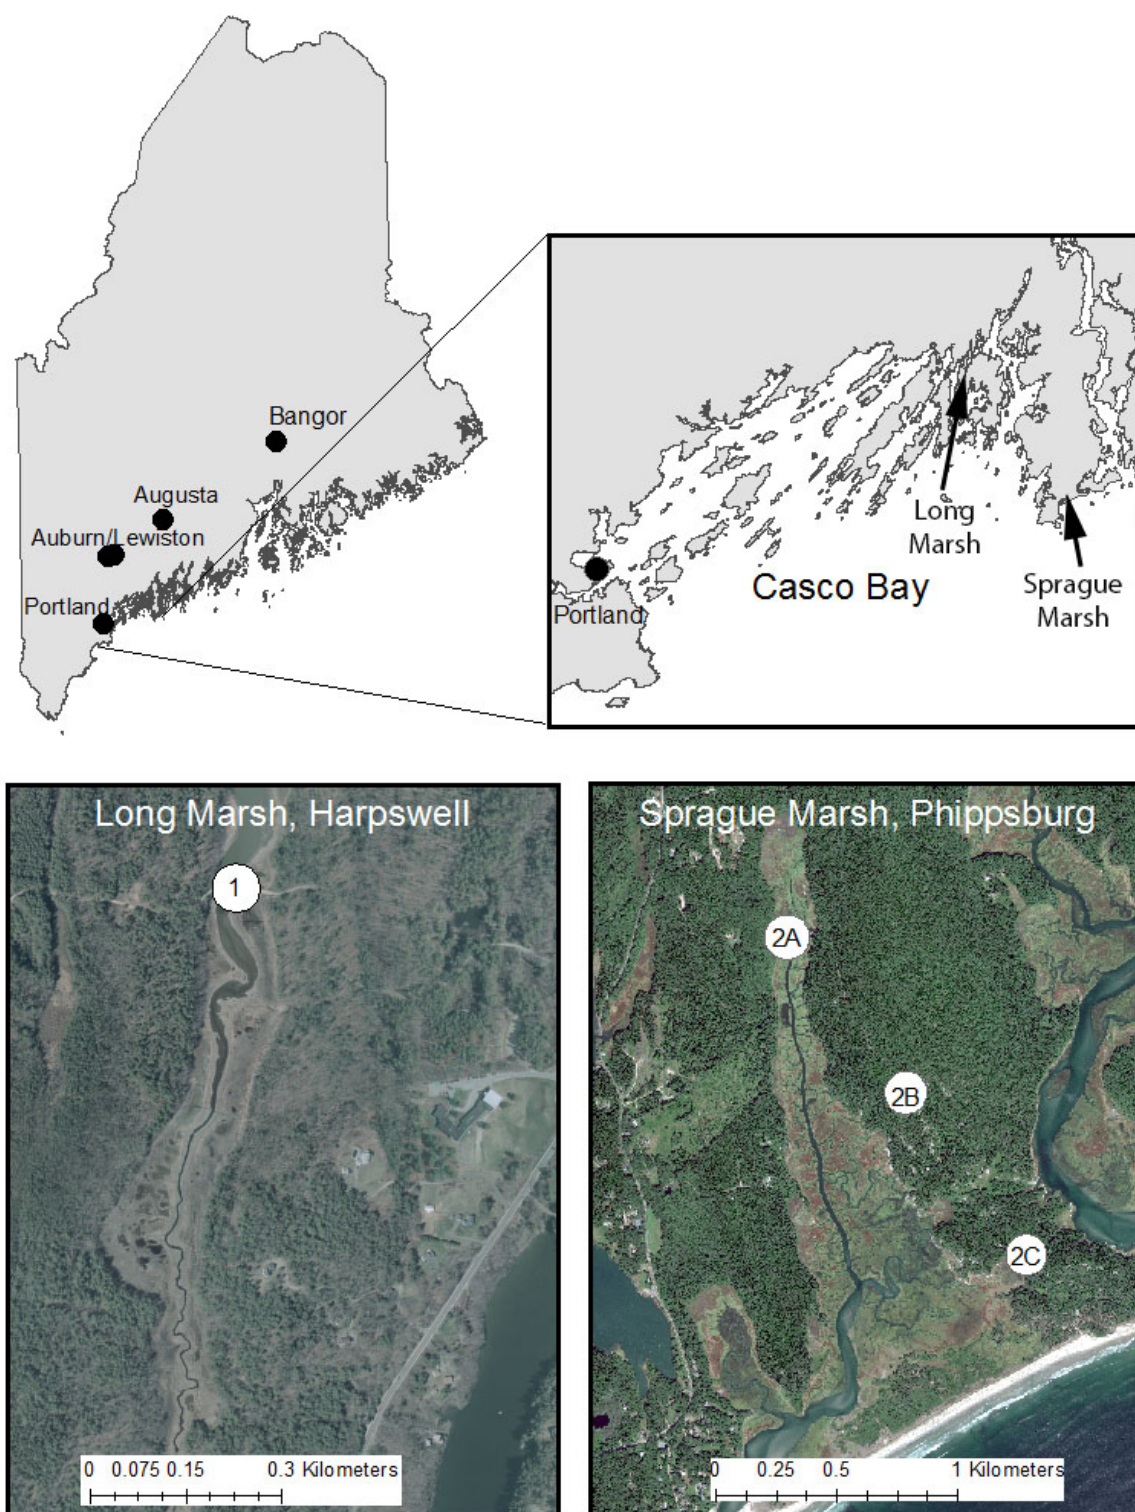 Bangor
Augusta
Auburn/Lewiston
Portland
Long
Marsh
Casco Bay
Sprague
Marsh
Portland
Long Marsh, Harpswell
1
0 0.075 0.15 0.3 Kilometers
Sprague Marsh, Phippsburg
2A
2B
2C
0 0.25 0.5 1 Kilometers